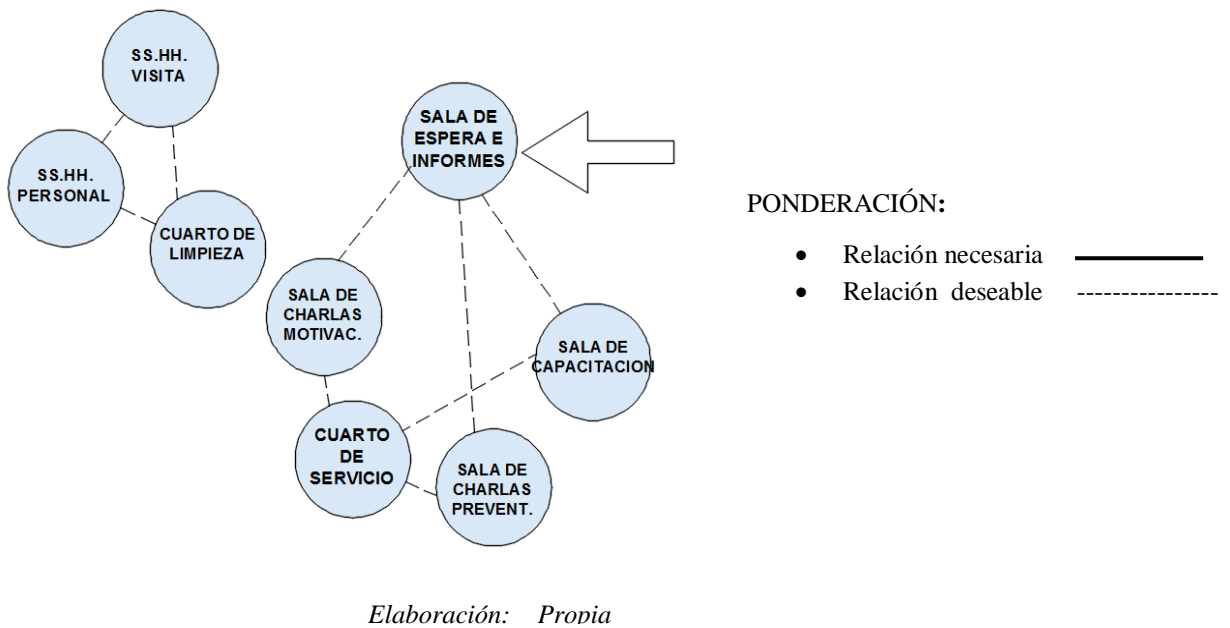 SS.HH.
VISITA
SS.HH.
PERSONAL
CUARTO DE
LIMPIEZA
SALA DE
ESPERA E
INFORMES
SALA DE
CHARLAS
MOTIVAC.
SALA DE
CAPACITACION
CUARTO
DE
SERVICIO
SALA DE
CHARLAS
PREVENT.
PONDERACIÓN:
• Relación necesaria
• Relación deseable
Elaboración: Propia